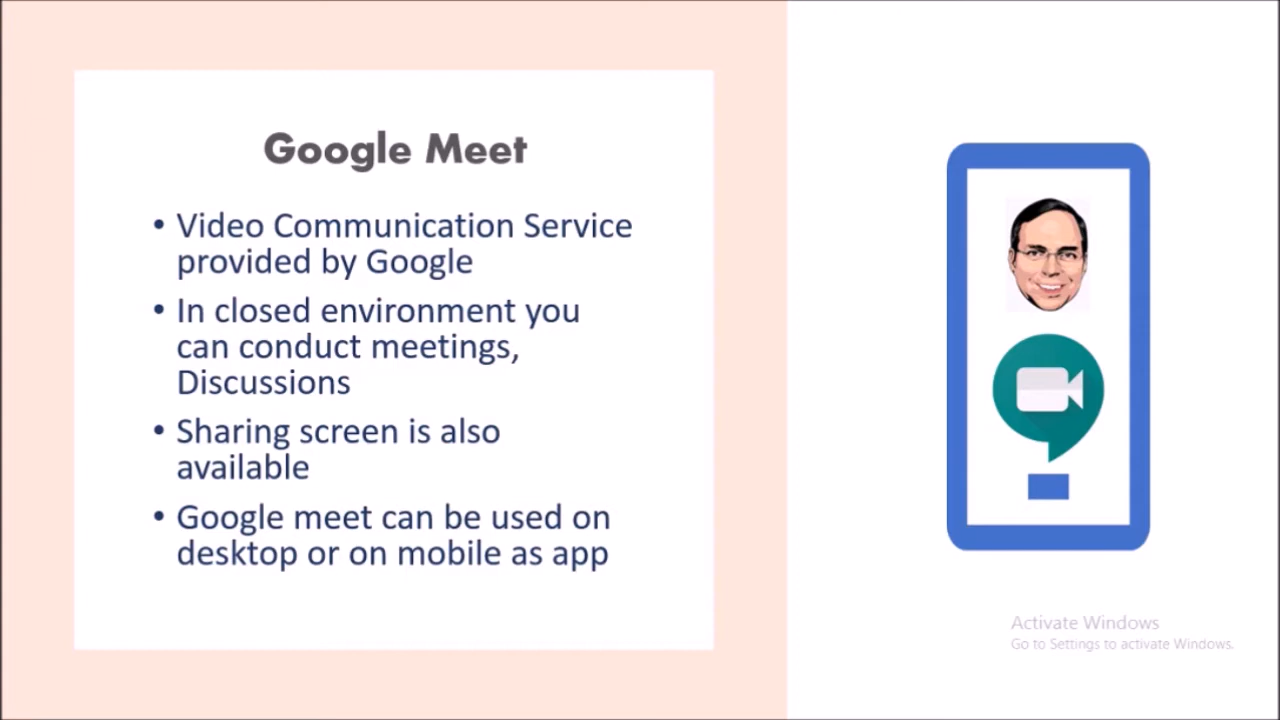 Google Meet
• Video Communication Service
provided by Google
• In closed environment you
can conduct meetings,
Discussions
• Sharing screen is also
available
• Google meet can be used on
desktop or on mobile as app
Activate Windows
Go to Settings to activate Windows.